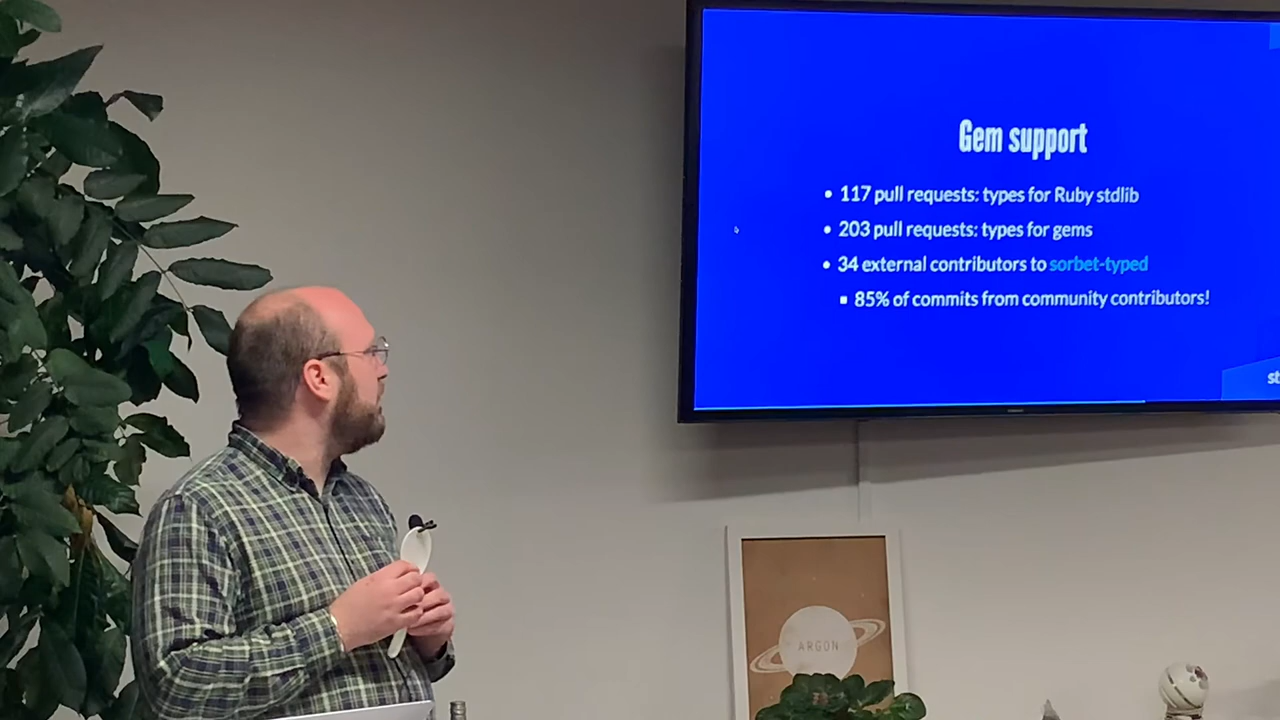 Gem support
• 117 pull requests: types for Ruby stdlib
• 203 pull requests: types for gems
• 34 external contributors to sorbet-typed
▪ 85% of commits from community contributors!
st
ARGON